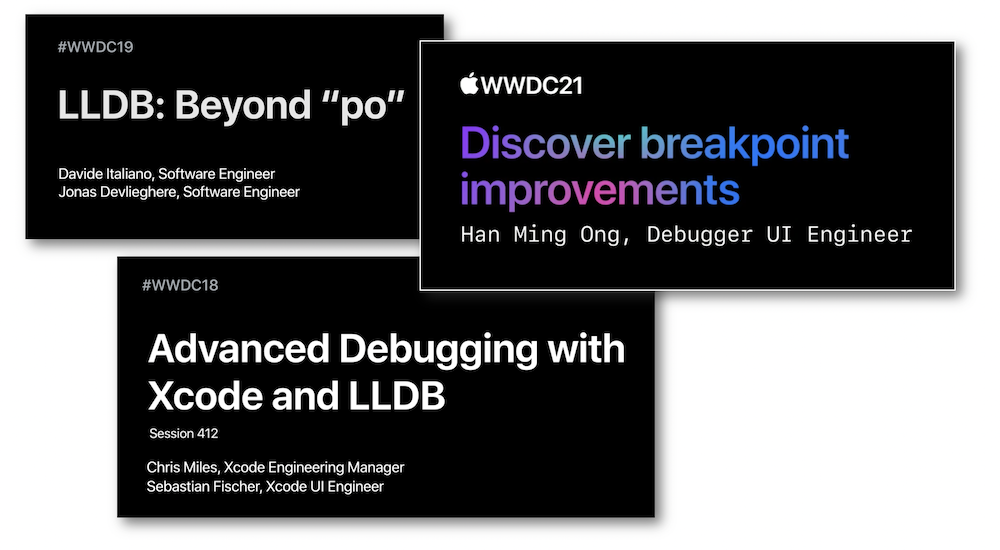 #WWDC19
LLDB: Beyond “po”
Davide Italiano, Software Engineer
Jonas Devlieghere, Software Engineer
WWDC21
Discover breakpoint
improvements
Han Ming Ong, Debugger UI Engineer
#WWDC18
Advanced Debugging with
Xcode and LLDB
Session 412
Chris Miles, Xcode Engineering Manager
Sebastian Fischer, Xcode UI Engineer